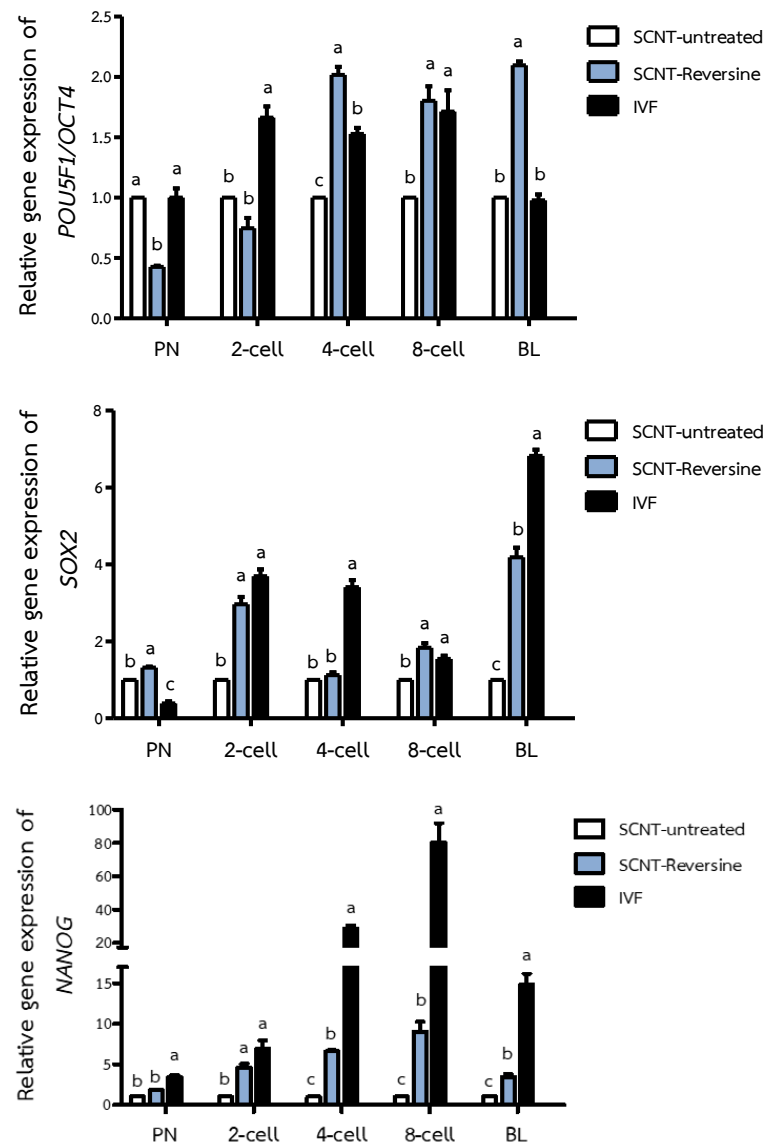 Relative gene expression of
POU5F1/OCT4
2.5
2.0
1.5
1.0
0.5
0.0
a b a
b b a
c a b
b a a
b a b
PN 2-cell 4-cell 8-cell BL
SCNT-untreated
SCNT-Reversine
IVF
Relative gene expression of
SOX2
8
6
4
2
0
b a c
b a a
b b a
b a a
c b a
PN 2-cell 4-cell 8-cell BL
SCNT-untreated
SCNT-Reversine
IVF
Relative gene expression of
NANOG
100
80
60
40
20
15
10
5
0
b b a
b a a
c b a
c b a
c b a
PN 2-cell 4-cell 8-cell BL
SCNT-untreated
SCNT-Reversine
IVF